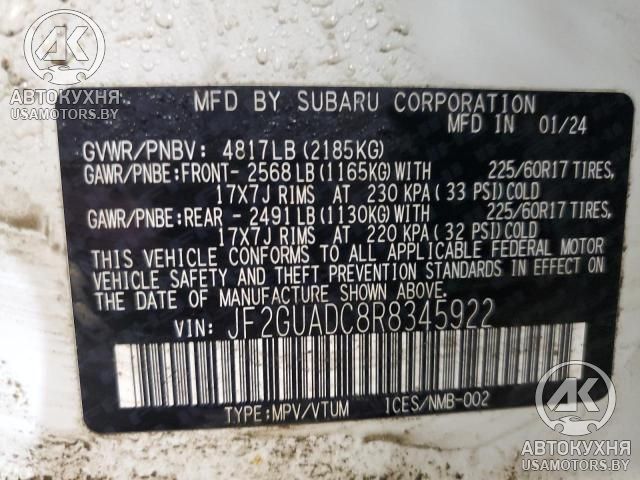 АК
АВТОКУХНЯ
USAMOTORS.BY
MFD BY SUBARU CORPORATION
MFD IN 01/24
GVWR/PNBV: 4817LB (2185KG)
GAWR/PNBE:FRONT- 2568 LB (1165KG)WITH 225/60R17 TIRES,
17X7J RIMS AT 230 KPA (33 PSI) COLD
GAWR/PNBE:REAR - 2491 LB (1130KG)WITH 225/60R17 TIRES,
17X7J RIMS AT 220 KPA (32 PSI) COLD
THIS VEHICLE CONFORMS TO ALL APPLICABLE FEDERAL MOTOR
VEHICLE SAFETY AND THEFT PREVENTION STANDARDS IN EFFECT ON
THE DATE OF MANUFACTURE SHOWN ABOVE.
VIN: JF2GUADC8R8345922
TYPE:MPV/VTUM ICES/NMB-002
АК
АВТОКУХНЯ
USAMOTORS.BY